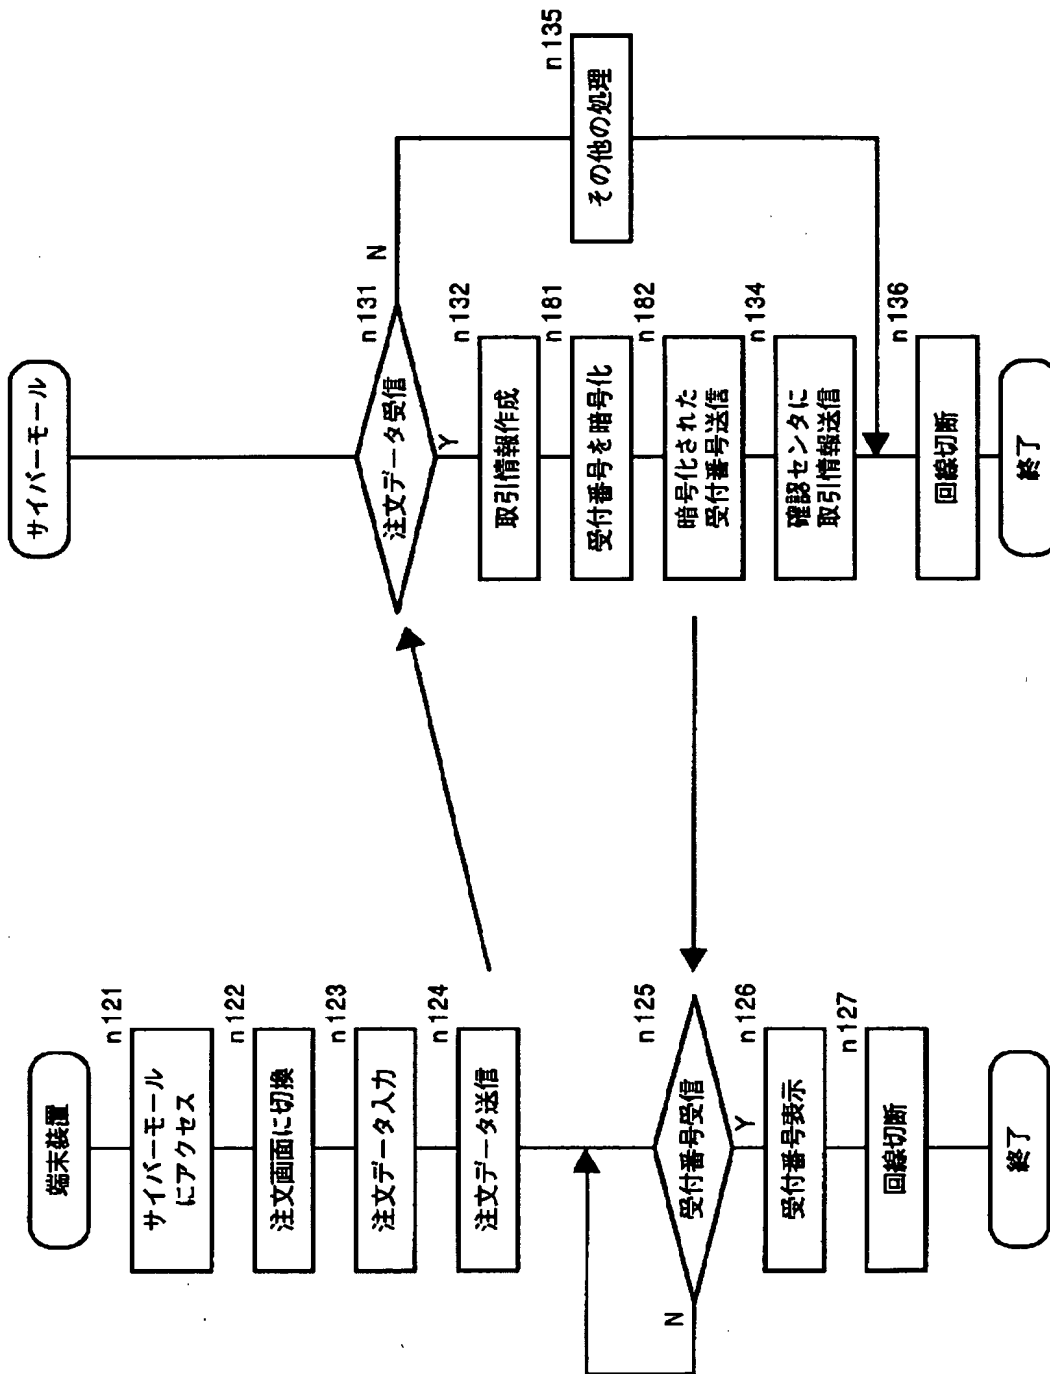 端末装置
n121
サイバーモール
にアクセス
n122
注文画面に切換
n123
注文データ入力
n124
注文データ送信
n125
受付番号受信
N
Y
n126
受付番号表示
n127
回線切断
終了
サイバーモール
n131
注文データ受信
N
Y
n132
取引情報作成
n181
受付番号を暗号化
n182
暗号化された
受付番号送信
n134
確認センタに
取引情報送信
n135
その他の処理
n136
回線切断
終了